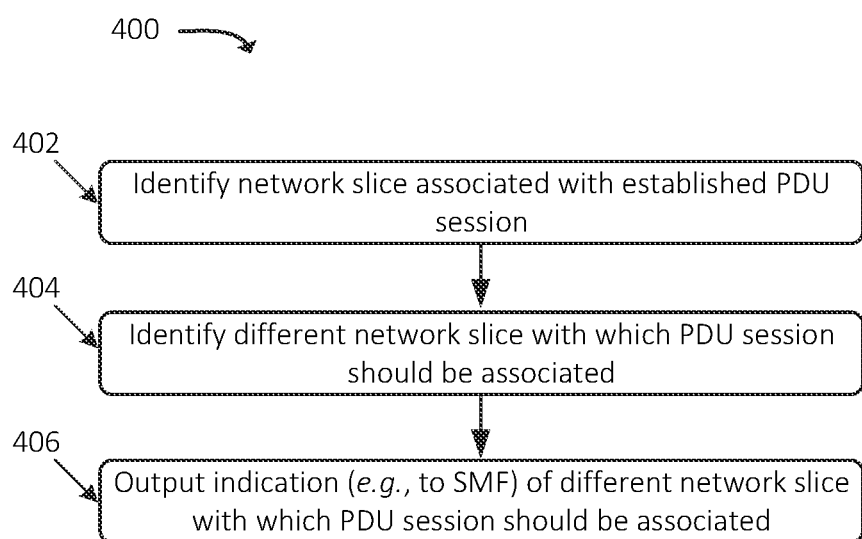 400
402
Identify network slice associated with established PDU
session
404
Identify different network slice with which PDU session
should be associated
406
Output indication (e.g., to SMF) of different network slice
with which PDU session should be associated